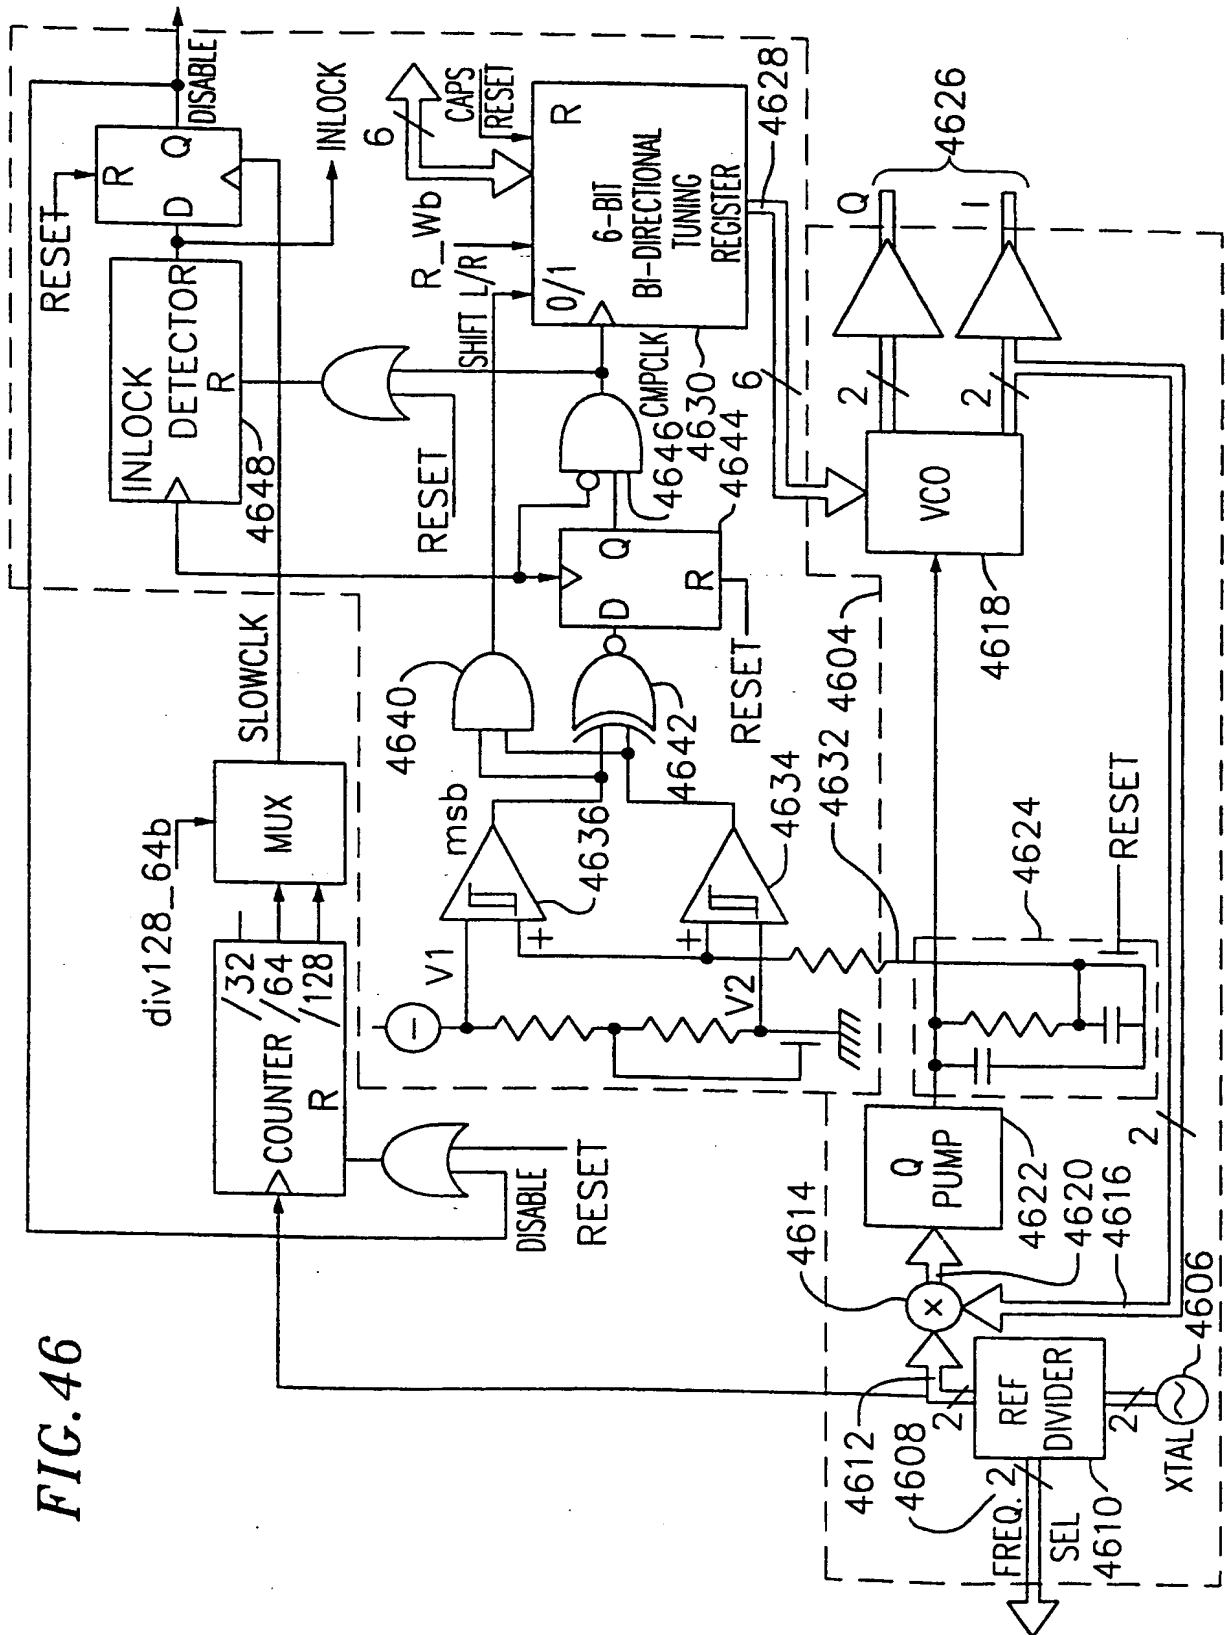 FIG.46
div128_64b
COUNTER
/32
/64
/128
R
MUX
SLOWCLK
DISABLE
RESET
INLOCK
DETECTOR
R
4648
RESET
R
D
Q
DISABLE
INLOCK
RESET
V1
+
msb
4636
4640
4642
+
V2
4634
4632
4604
D
Q
R
RESET
4644
4646
CMPCLK
4630
SHIFT L/R
R_Wb
6
CAPS
RESET
0/1
R
6-BIT
BI-DIRECTIONAL
TUNING
REGISTER
4628
6
FREQ.
SEL
2
4608
4610
4612
2
REF
DIVIDER
2
XTAL
4606
4614
X
4616
4620
4622
Q
PUMP
4624
RESET
2
VCO
4618
2
2
Q
I
4626